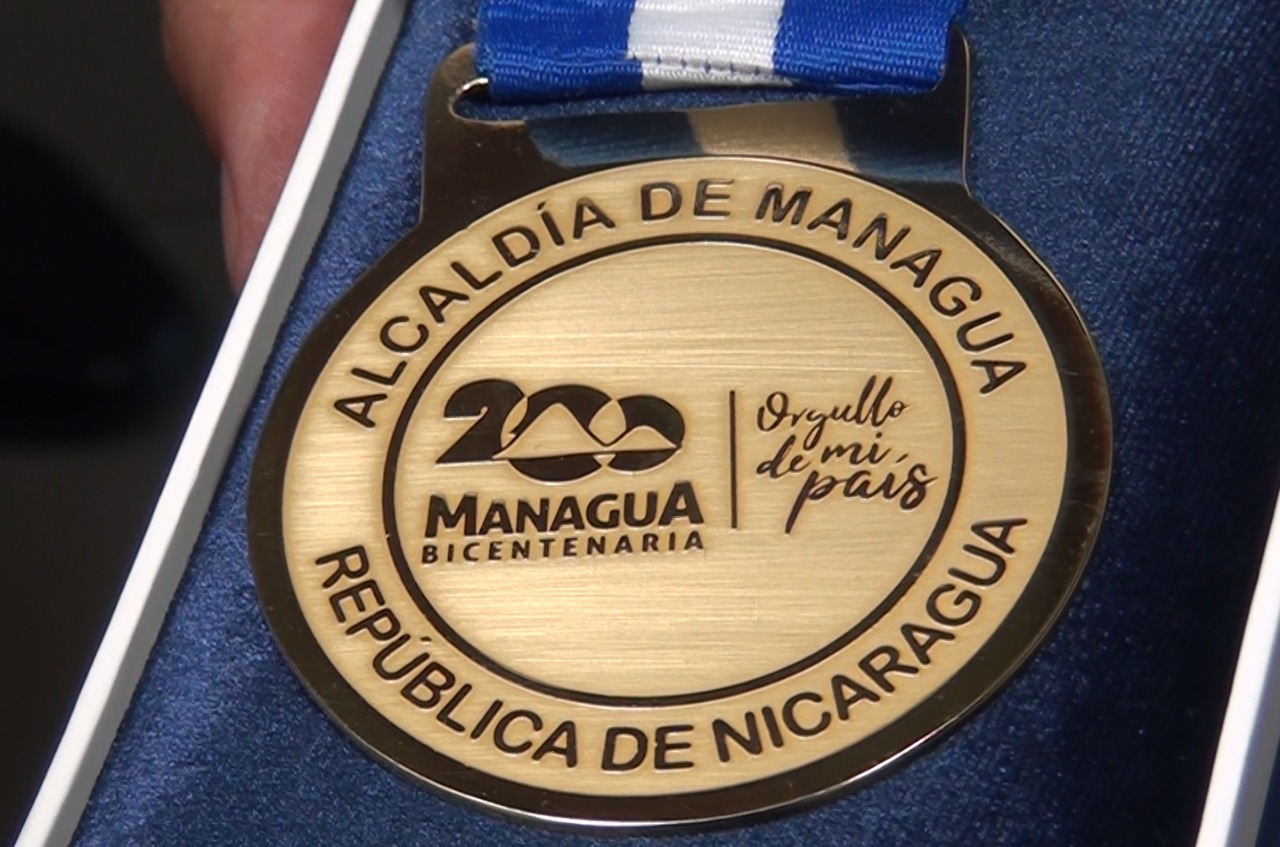 ALCALDÍA DE MANAGUA
200
MANAGUA
BICENTENARIA
Orgullo
de mi
país
REPÚBLICA DE NICARAGUA